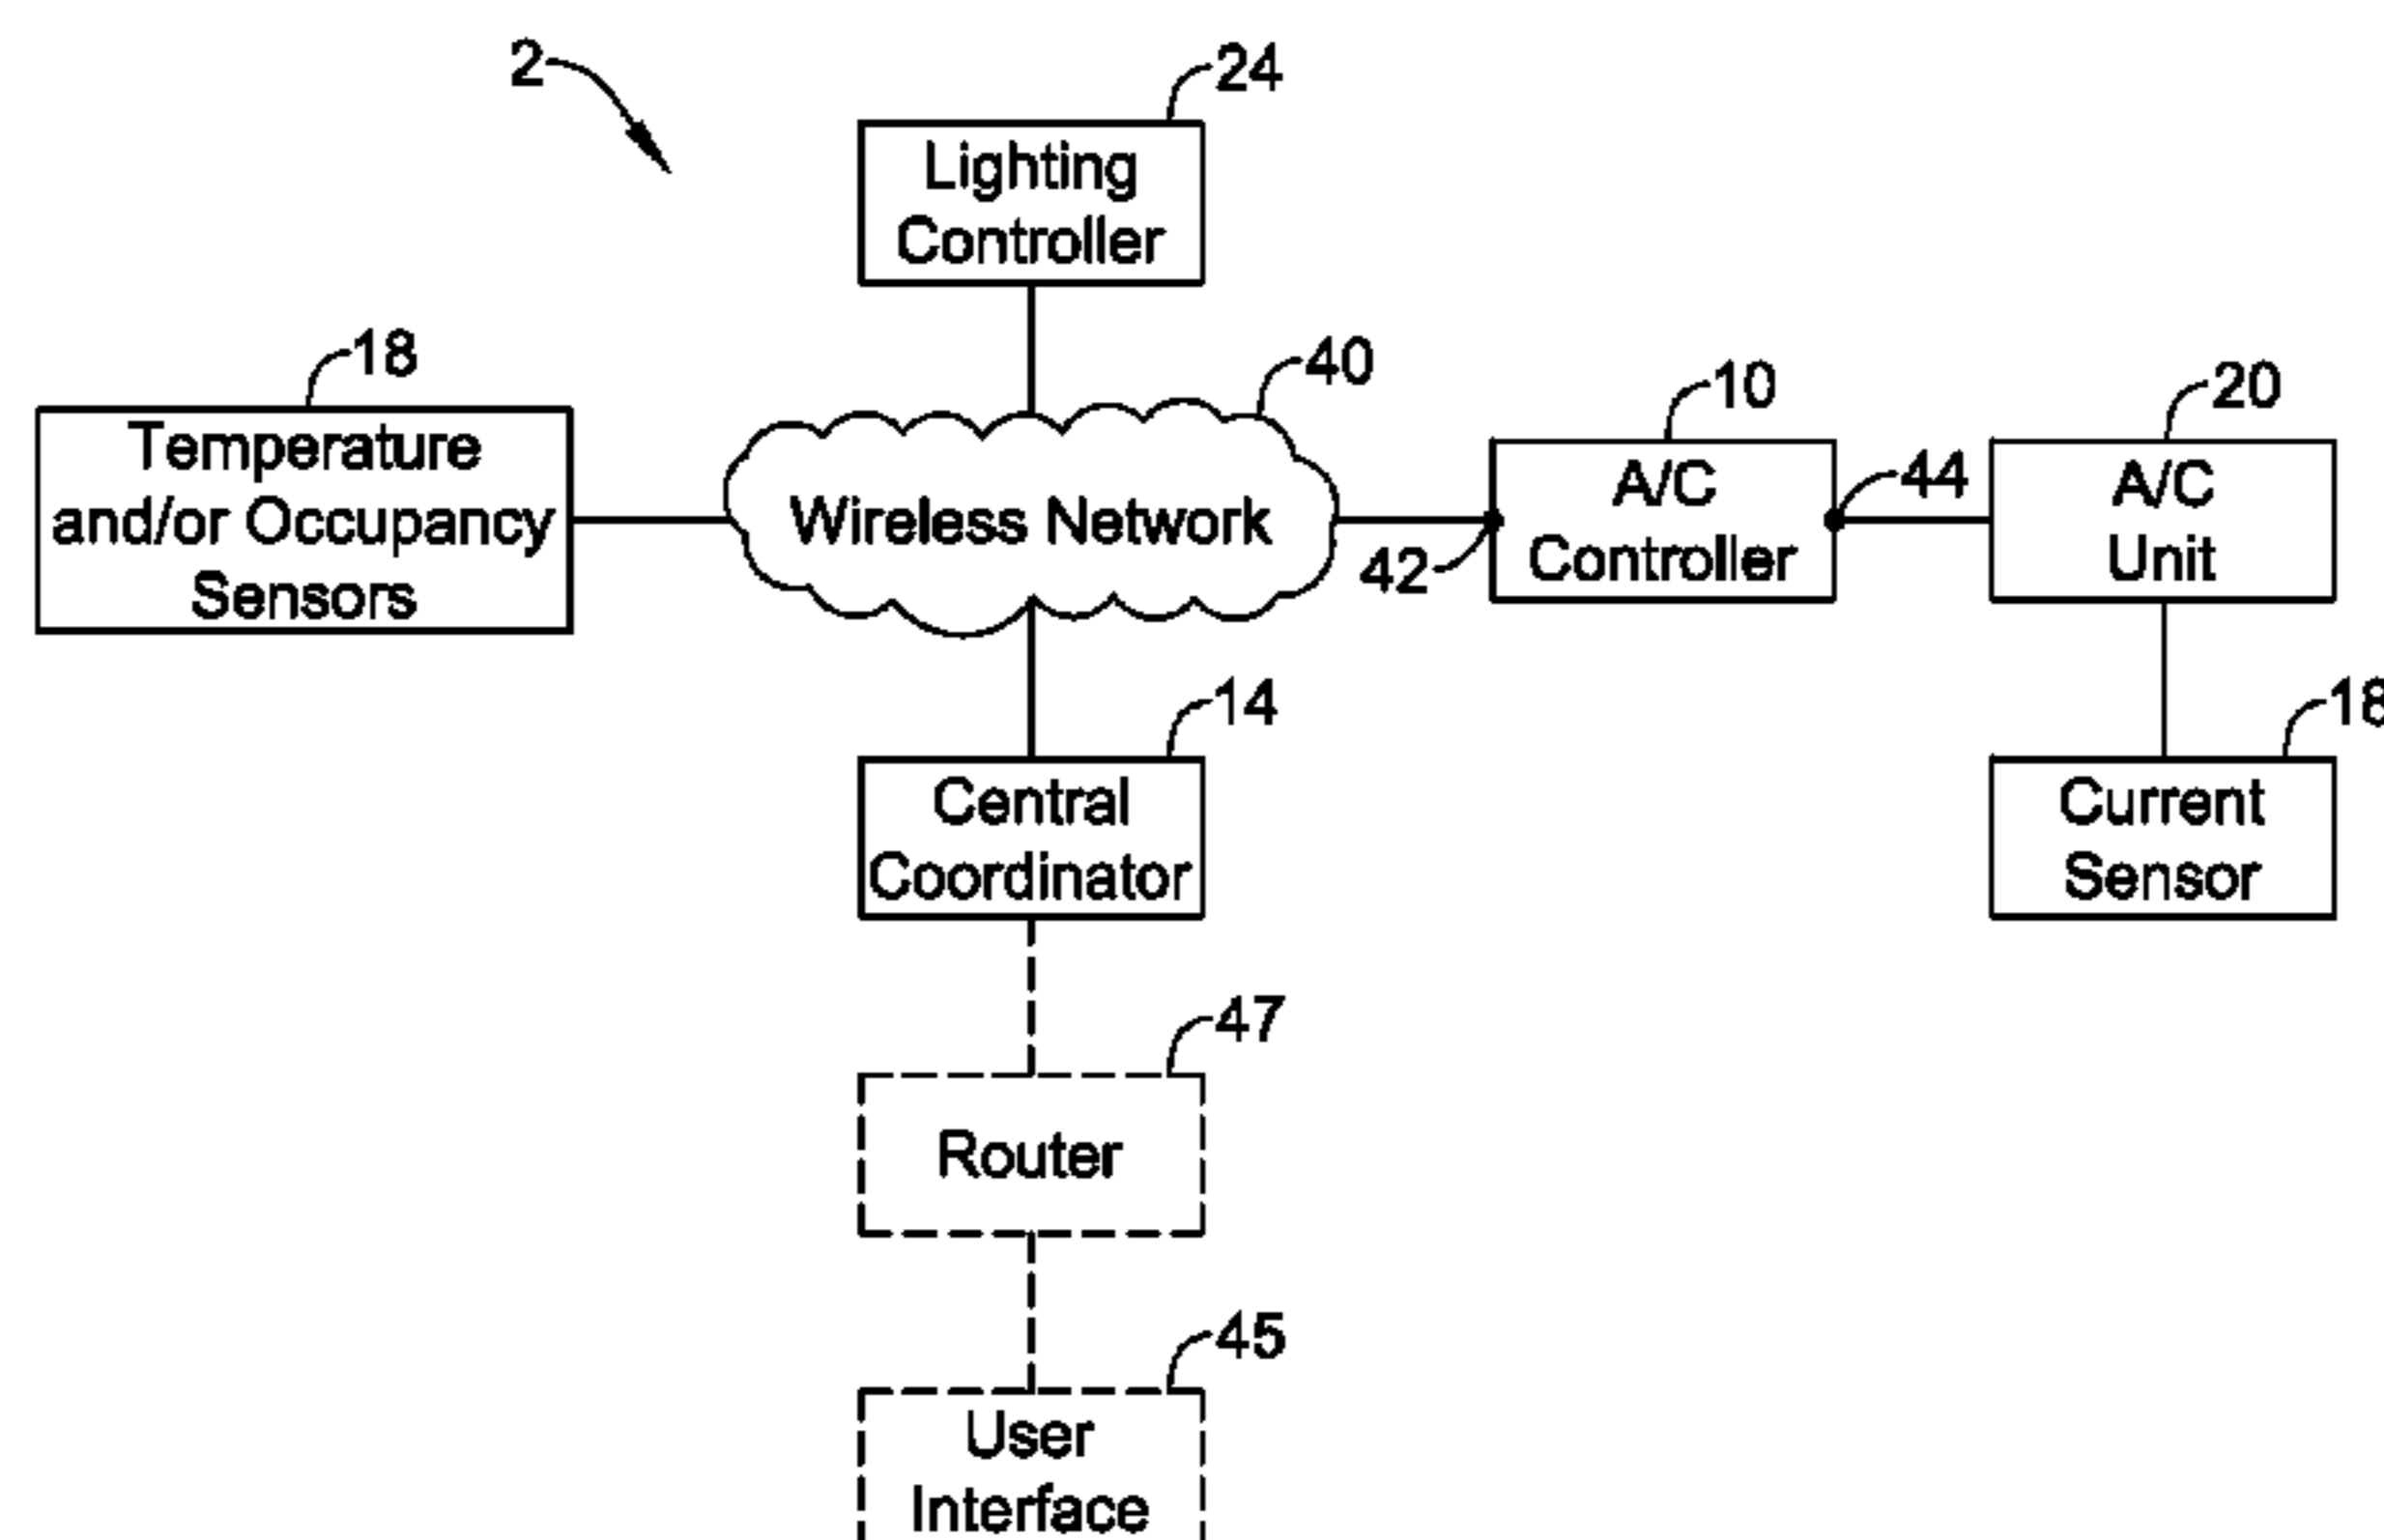 2
24
Lighting
Controller
18
Temperature
and/or Occupancy
Sensors
40
Wireless Network
42
10
A/C
Controller
44
20
A/C
Unit
14
Central
Coordinator
18
Current
Sensor
47
Router
45
User
Interface